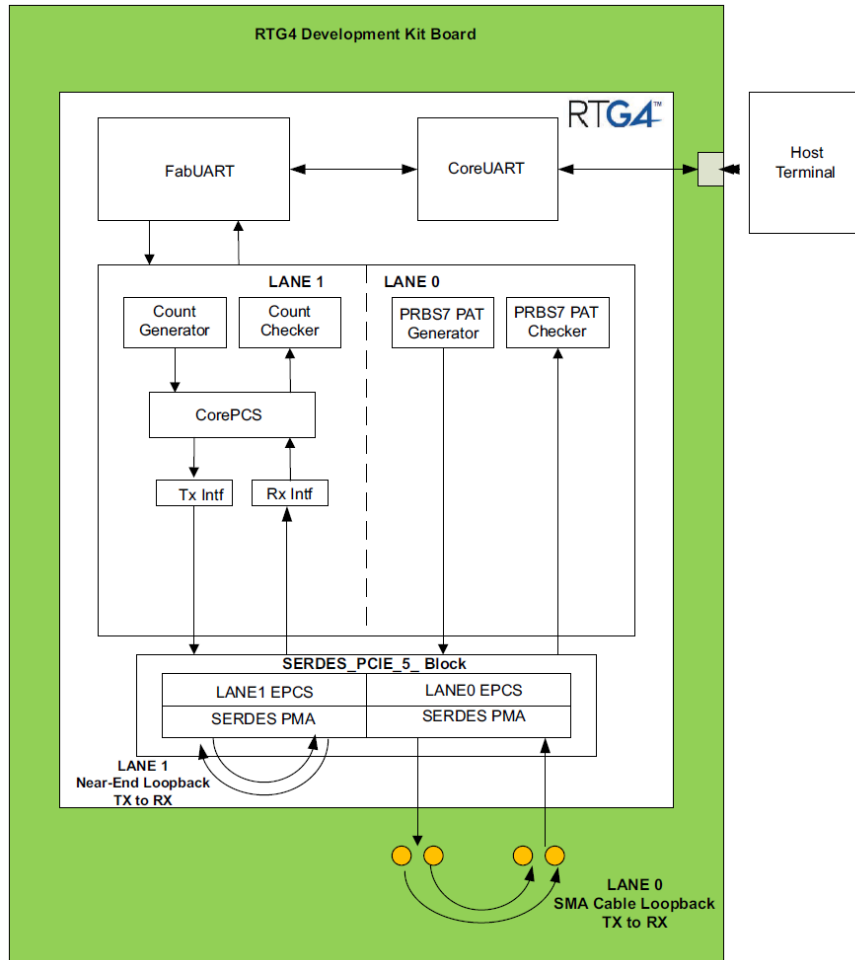 RTG4 Development Kit Board
RTG4™
FabUART
CoreUART
Host
Terminal
LANE 1
LANE 0
Count
Generator
Count
Checker
PRBS7 PAT
Generator
PRBS7 PAT
Checker
CorePCS
Tx Intf
Rx Intf
SERDES_PCIE_5_ Block
LANE1 EPCS
LANE0 EPCS
SERDES PMA
SERDES PMA
LANE 1
Near-End Loopback
TX to RX
LANE 0
SMA Cable Loopback
TX to RX